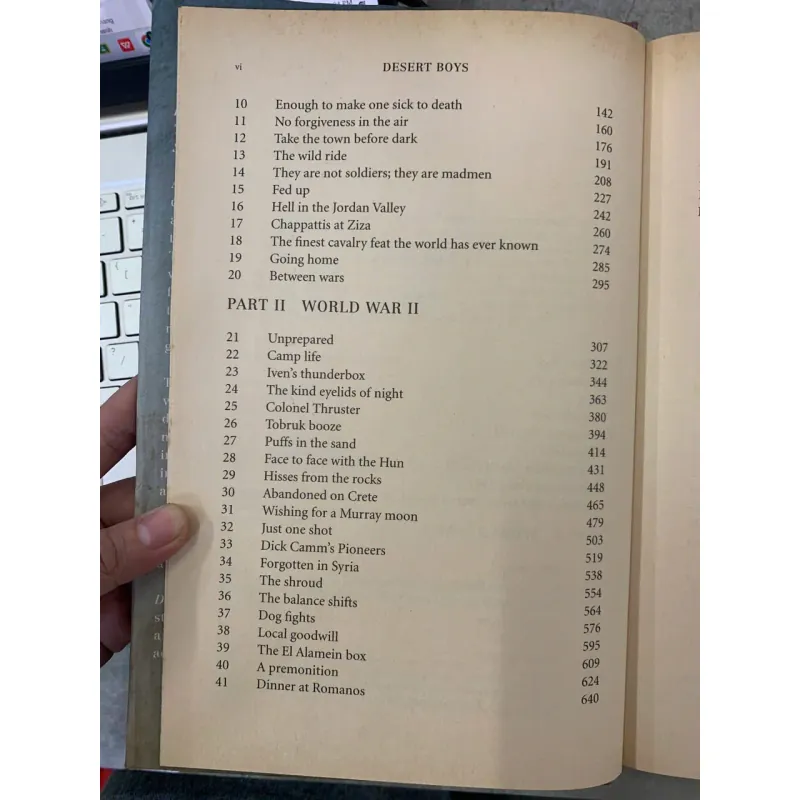 vi DESERT BOYS
10 Enough to make one sick to death 142
11 No forgiveness in the air 160
12 Take the town before dark 176
13 The wild ride 191
14 They are not soldiers; they are madmen 208
15 Fed up 227
16 Hell in the Jordan Valley 242
17 Chappattis at Ziza 260
18 The finest cavalry feat the world has ever known 274
19 Going home 285
20 Between wars 295
PART II WORLD WAR II
21 Unprepared 307
22 Camp life 322
23 Iven's thunderbox 344
24 The kind eyelids of night 363
25 Colonel Thruster 380
26 Tobruk booze 394
27 Puffs in the sand 414
28 Face to face with the Hun 431
29 Hisses from the rocks 448
30 Abandoned on Crete 465
31 Wishing for a Murray moon 479
32 Just one shot 503
33 Dick Camm's Pioneers 519
34 Forgotten in Syria 538
35 The shroud 554
36 The balance shifts 564
37 Dog fights 576
38 Local goodwill 595
39 The El Alamein box 609
40 A premonition 624
41 Dinner at Romanos 640